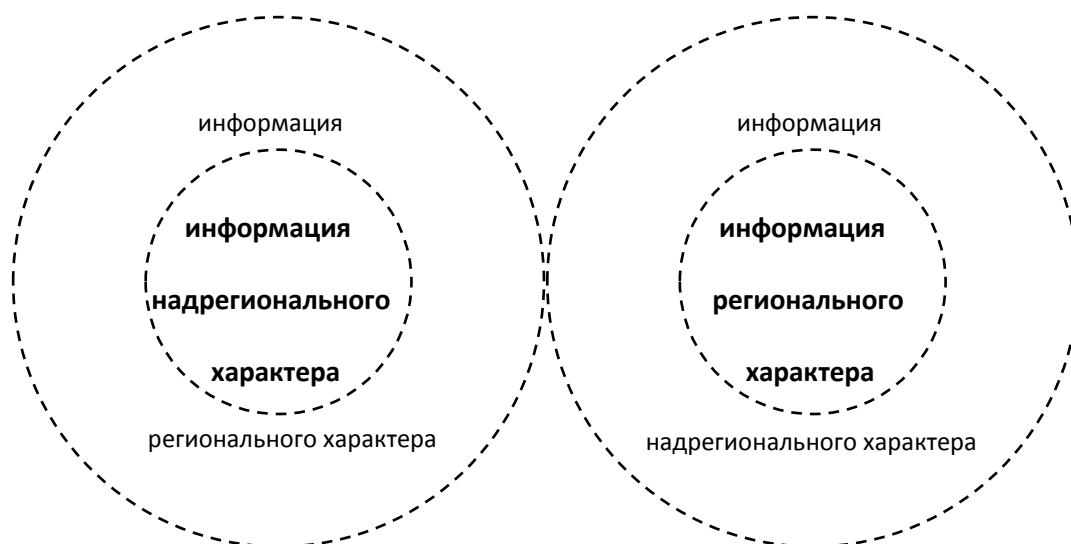 информация
информация
надрегионального
характера
регионального характера
информация
информация
регионального
характера
надрегионального характера